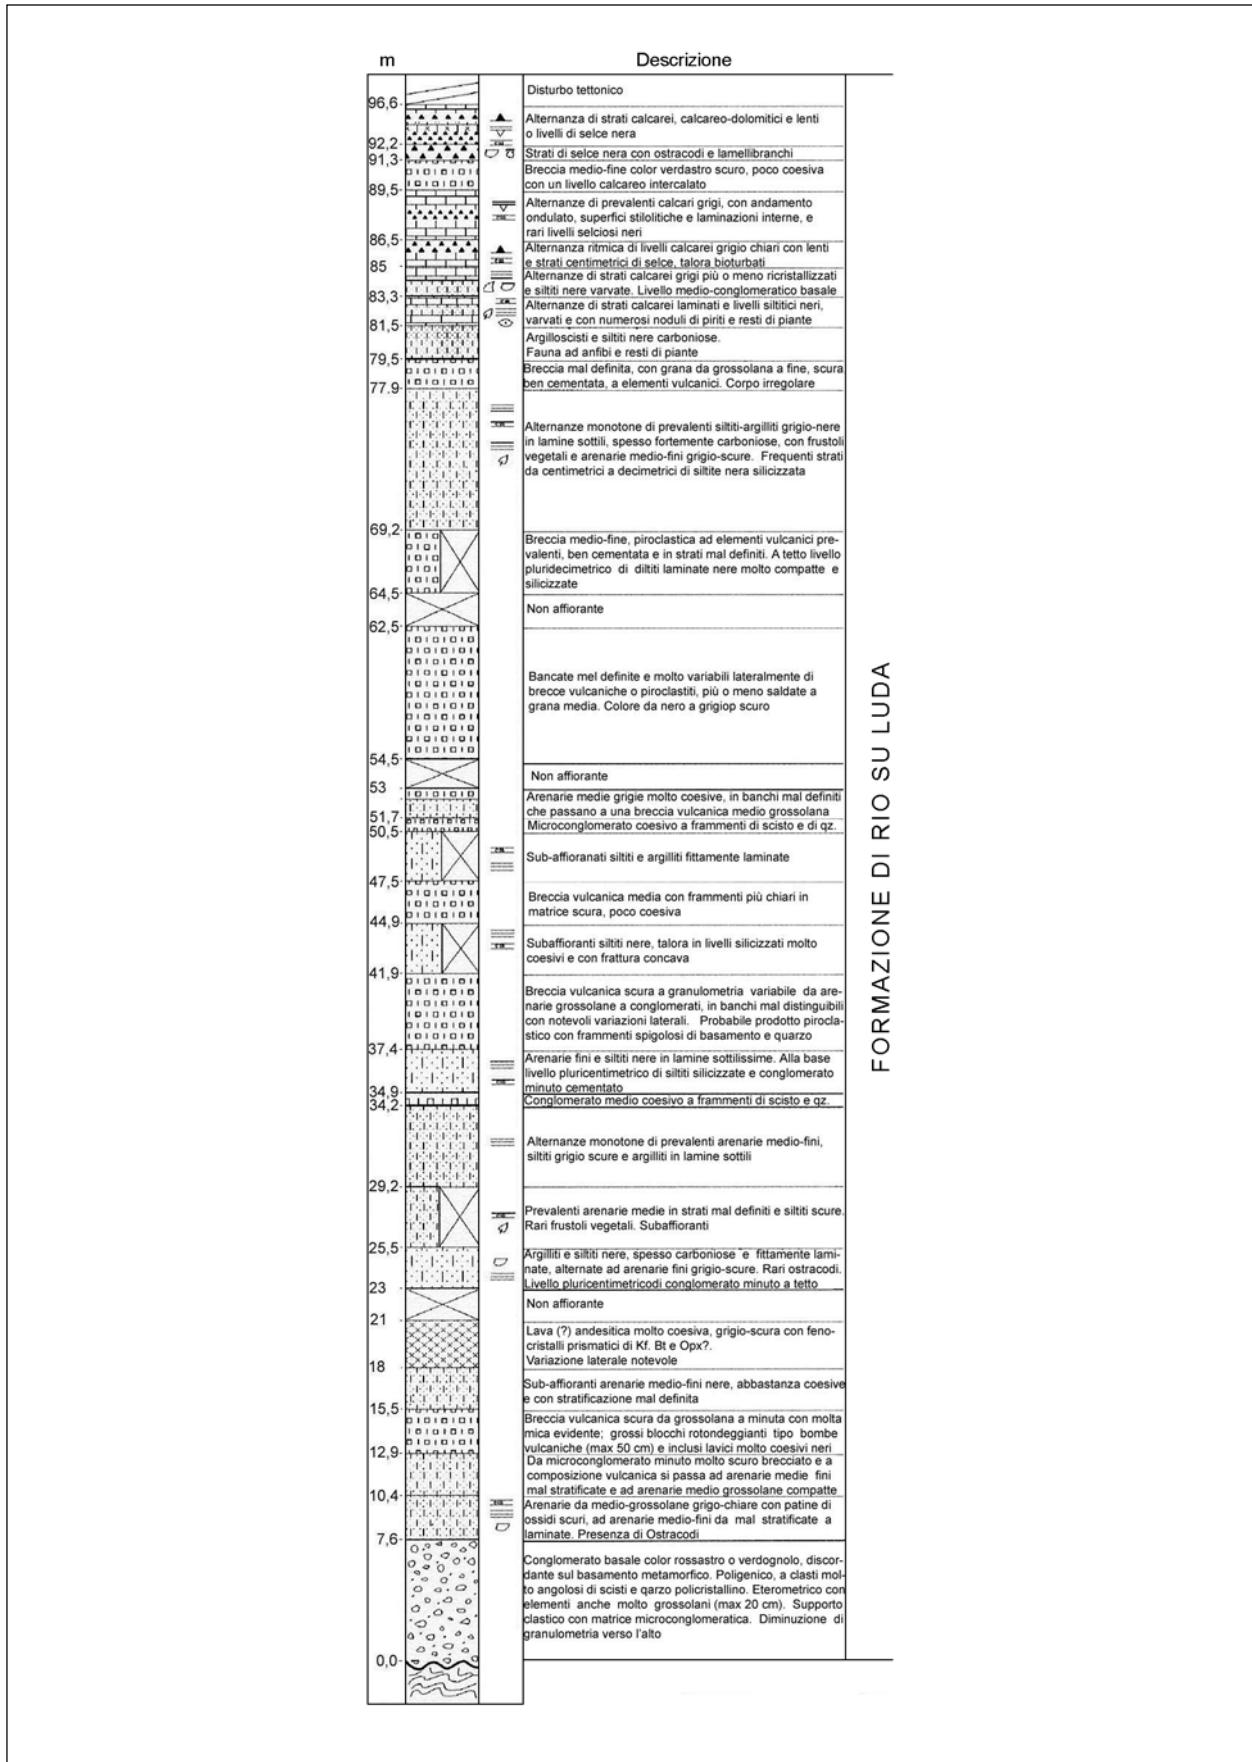 m
Descrizione
Disturbo tettonico
96,6
Alternanza di strati calcarei, calcareo-dolomitici e lenti
o livelli di selce nera
92,2
Strati di selce nera con ostracodi e lamellibranchi
91,3
Breccia medio-fine color verdastro scuro, poco coesiva
con un livello calcareo intercalato
89,5
Alternanze di prevalenti calcari grigi, con andamento
ondulato, superfici stilolitiche e laminazioni interne, e
rari livelli selciosi neri
86,5
Alternanza ritmica di livelli calcarei grigio chiari con lenti
e strati centimetrici di selce, talora bioturbati
85
Alternanze di strati calcarei grigi più o meno ricristallizzati
e siltiti nere varvate. Livello medio-conglomeratico basale
83,3
Alternanze di strati calcarei laminati e livelli siltitici neri,
varvati e con numerosi noduli di piriti e resti di piante
81,5
Argilloscisti e siltiti nere carboniose.
Fauna ad anfibi e resti di piante
79,5
Breccia mal definita, con grana da grossolana a fine, scura
ben cementata, a elementi vulcanici. Corpo irregolare
77.9
Alternanze monotone di prevalenti siltiti-argilliti grigio-nere
in lamine sottili, spesso fortemente carboniose, con frustoli
vegetali e arenarie medio-fini grigio-scure. Frequenti strati
da centimetrici a decimetrici di siltite nera silicizzata
69,2
Breccia medio-fine, piroclastica ad elementi vulcanici pre-
valenti, ben cementata e in strati mal definiti. A tetto livello
pluridecimetrico di diltiti laminate nere molto compatte e
silicizzate
64,5
Non affiorante
62,5
Bancate mel definite e molto variabili lateralmente di
brecce vulcaniche o piroclastiti, più o meno saldate a
grana media. Colore da nero a grigiop scuro
54,5
Non affiorante
53
Arenarie medie grigie molto coesive, in banchi mal definiti
che passano a una breccia vulcanica medio grossolana
51,7
Microconglomerato coesivo a frammenti di scisto e di qz.
50,5
Sub-affioranati siltiti e argilliti fittamente laminate
47,5
Breccia vulcanica media con frammenti più chiari in
matrice scura, poco coesiva
44,9
Subaffioranti siltiti nere, talora in livelli silicizzati molto
coesivi e con frattura concava
41,9
Breccia vulcanica scura a granulometria variabile da are-
narie grossolane a conglomerati, in banchi mal distinguibili
con notevoli variazioni laterali. Probabile prodotto pirocla-
stico con frammenti spigolosi di basamento e quarzo
37,4
Arenarie fini e siltiti nere in lamine sottilissime. Alla base
livello pluricentimetrico di siltiti silicizzate e conglomerato
minuto cementato
34,9
Conglomerato medio coesivo a frammenti di scisto e qz.
34,2
Alternanze monotone di prevalenti arenarie medio-fini,
siltiti grigio scure e argilliti in lamine sottili
29,2
Prevalenti arenarie medie in strati mal definiti e siltiti scure.
Rari frustoli vegetali. Subaffioranti
25,5
Argilliti e siltiti nere, spesso carboniose e fittamente lami-
nate, alternate ad arenarie fini grigio-scure. Rari ostracodi.
Livello pluricentimetricodi conglomerato minuto a tetto
23
Non affiorante
21
Lava (?) andesitica molto coesiva, grigio-scura con feno-
cristalli prismatici di Kf. Bt e Opx?.
Variazione laterale notevole
18
Sub-affioranti arenarie medio-fini nere, abbastanza coesive
e con stratificazione mal definita
15,5
Breccia vulcanica scura da grossolana a minuta con molta
mica evidente; grossi blocchi rotondeggianti tipo bombe
vulcaniche (max 50 cm) e inclusi lavici molto coesivi neri
12,9
Da microconglomerato minuto molto scuro brecciato e a
composizione vulcanica si passa ad arenarie medie fini
mal stratificate e ad arenarie medio grossolane compatte
10,4
Arenarie da medio-grossolane grigo-chiare con patine di
ossidi scuri, ad arenarie medio-fini da mal stratificate a
laminate. Presenza di Ostracodi
7,6
Conglomerato basale color rossastro o verdognolo, discor-
dante sul basamento metamorfico. Poligenico, a clasti mol-
to angolosi di scisti e qarzo policristallino. Eterometrico con
elementi anche molto grossolani (max 20 cm). Supporto
clastico con matrice microconglomeratica. Diminuzione di
granulometria verso l'alto
0,0
FORMAZIONE DI RIO SU LUDA